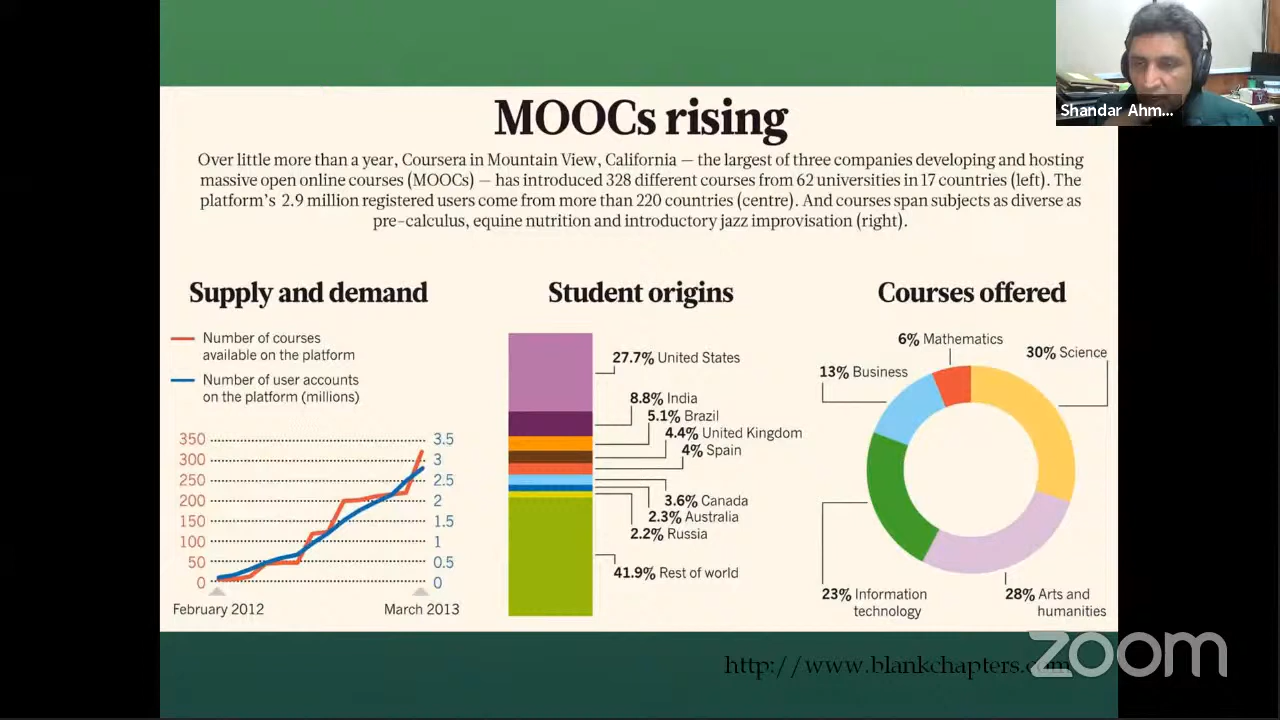 Shandar Ahm...
MOOCs rising
Over little more than a year, Coursera in Mountain View, California — the largest of three companies developing and hosting
massive open online courses (MOOCs) — has introduced 328 different courses from 62 universities in 17 countries (left). The
platform's 2.9 million registered users come from more than 220 countries (centre). And courses span subjects as diverse as
pre-calculus, equine nutrition and introductory jazz improvisation (right).
Supply and demand
Number of courses
available on the platform
Number of user accounts
on the platform (millions)
350 3.5
300 3
250 2.5
200 2
150 1.5
100 1
50 0.5
0 0
February 2012 March 2013
Student origins
27.7% United States
8.8% India
5.1% Brazil
4.4% United Kingdom
4% Spain
3.6% Canada
2.3% Australia
2.2% Russia
41.9% Rest of world
Courses offered
6% Mathematics
30% Science
13% Business
23% Information
technology
28% Arts and
humanities
http://www.blankchapters.com
zoom